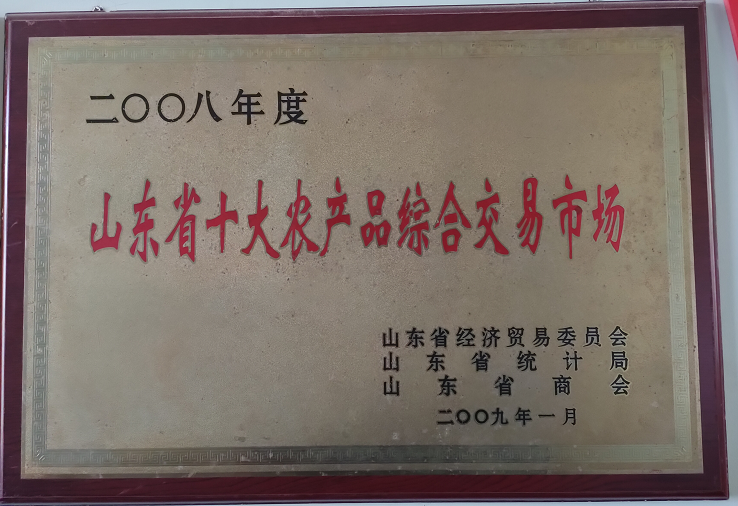 二〇〇八年度
山东省十大农产品综合交易市场
山东省经济贸易委员会
山东省统计局
山东省商会
二〇〇九年一月